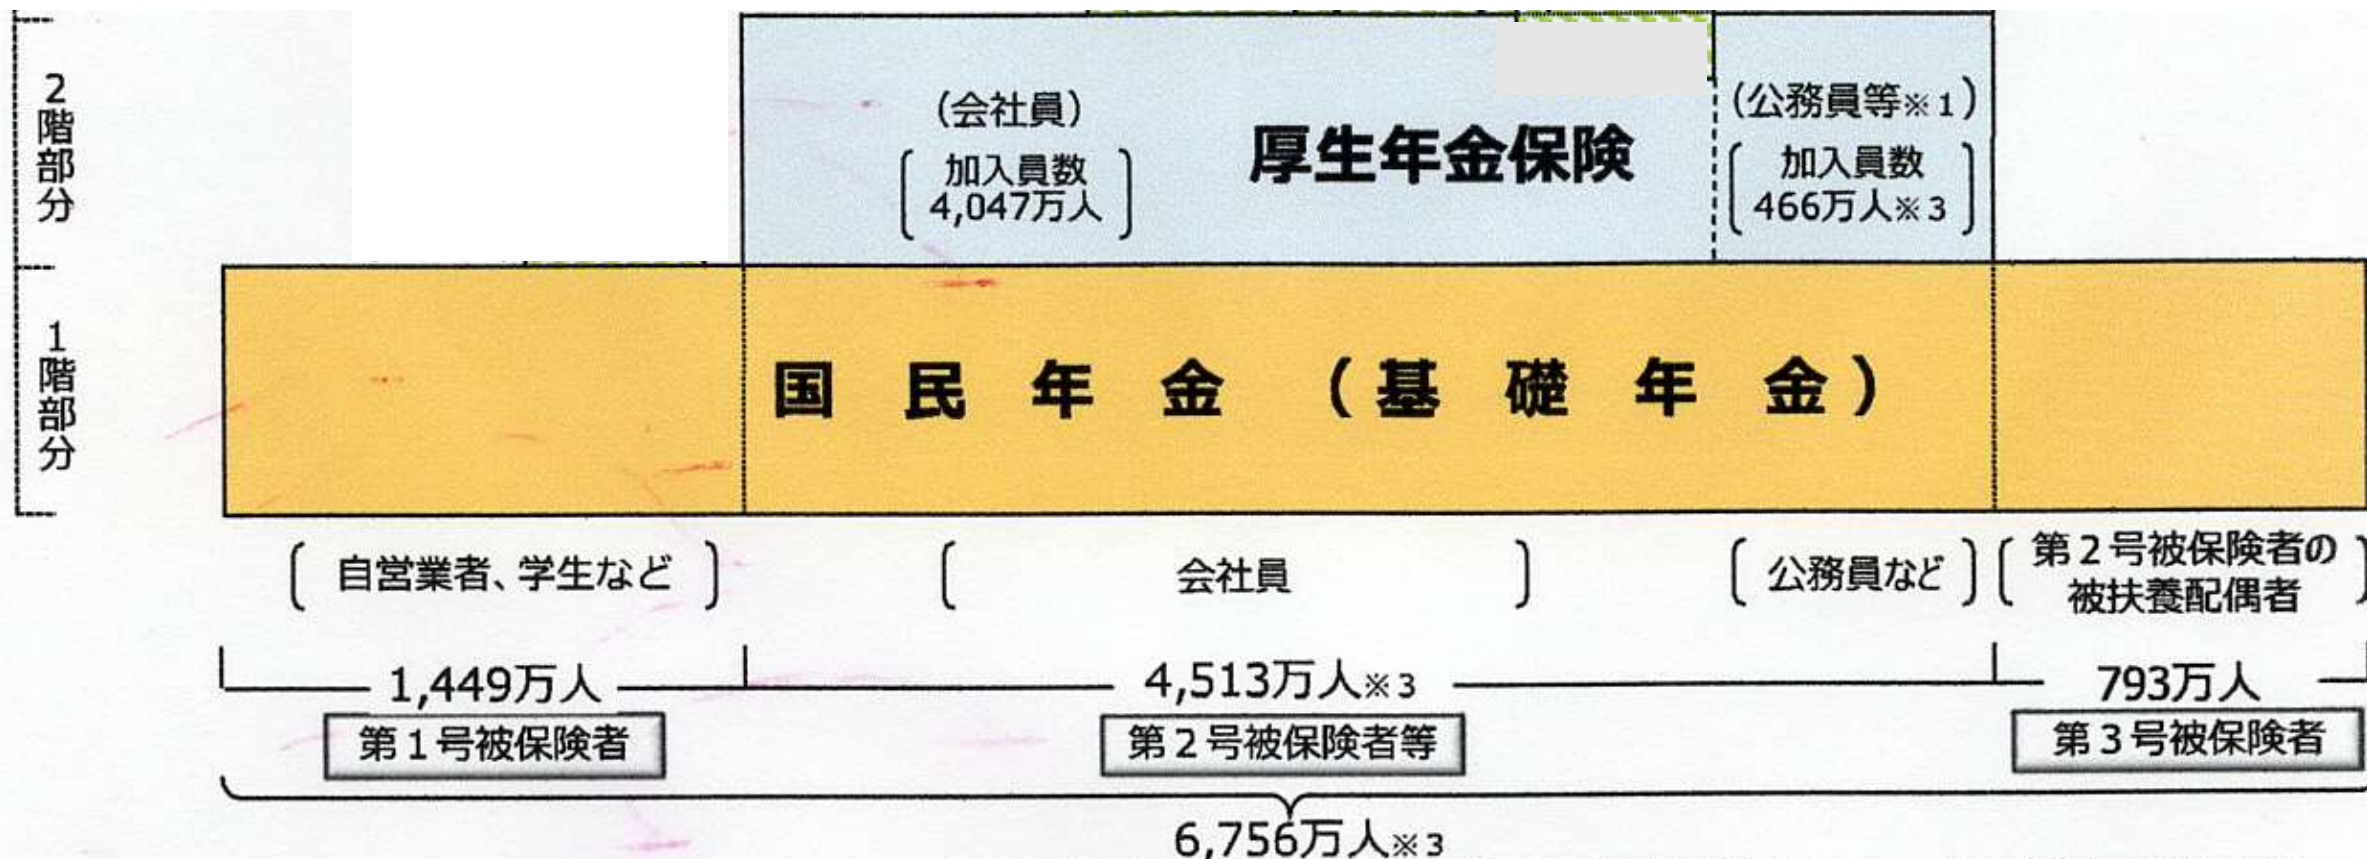 2階部分
(会社員)
加入員数
4,047万人
厚生年金保険
(公務員等※1)
加入員数
466万人※3
1階部分
国民年金(基礎年金)
自営業者、学生など
会社員
公務員など
第2号被保険者の
被扶養配偶者
1,449万人
第1号被保険者
4,513万人※3
第2号被保険者等
793万人
第3号被保険者
6,756万人※3